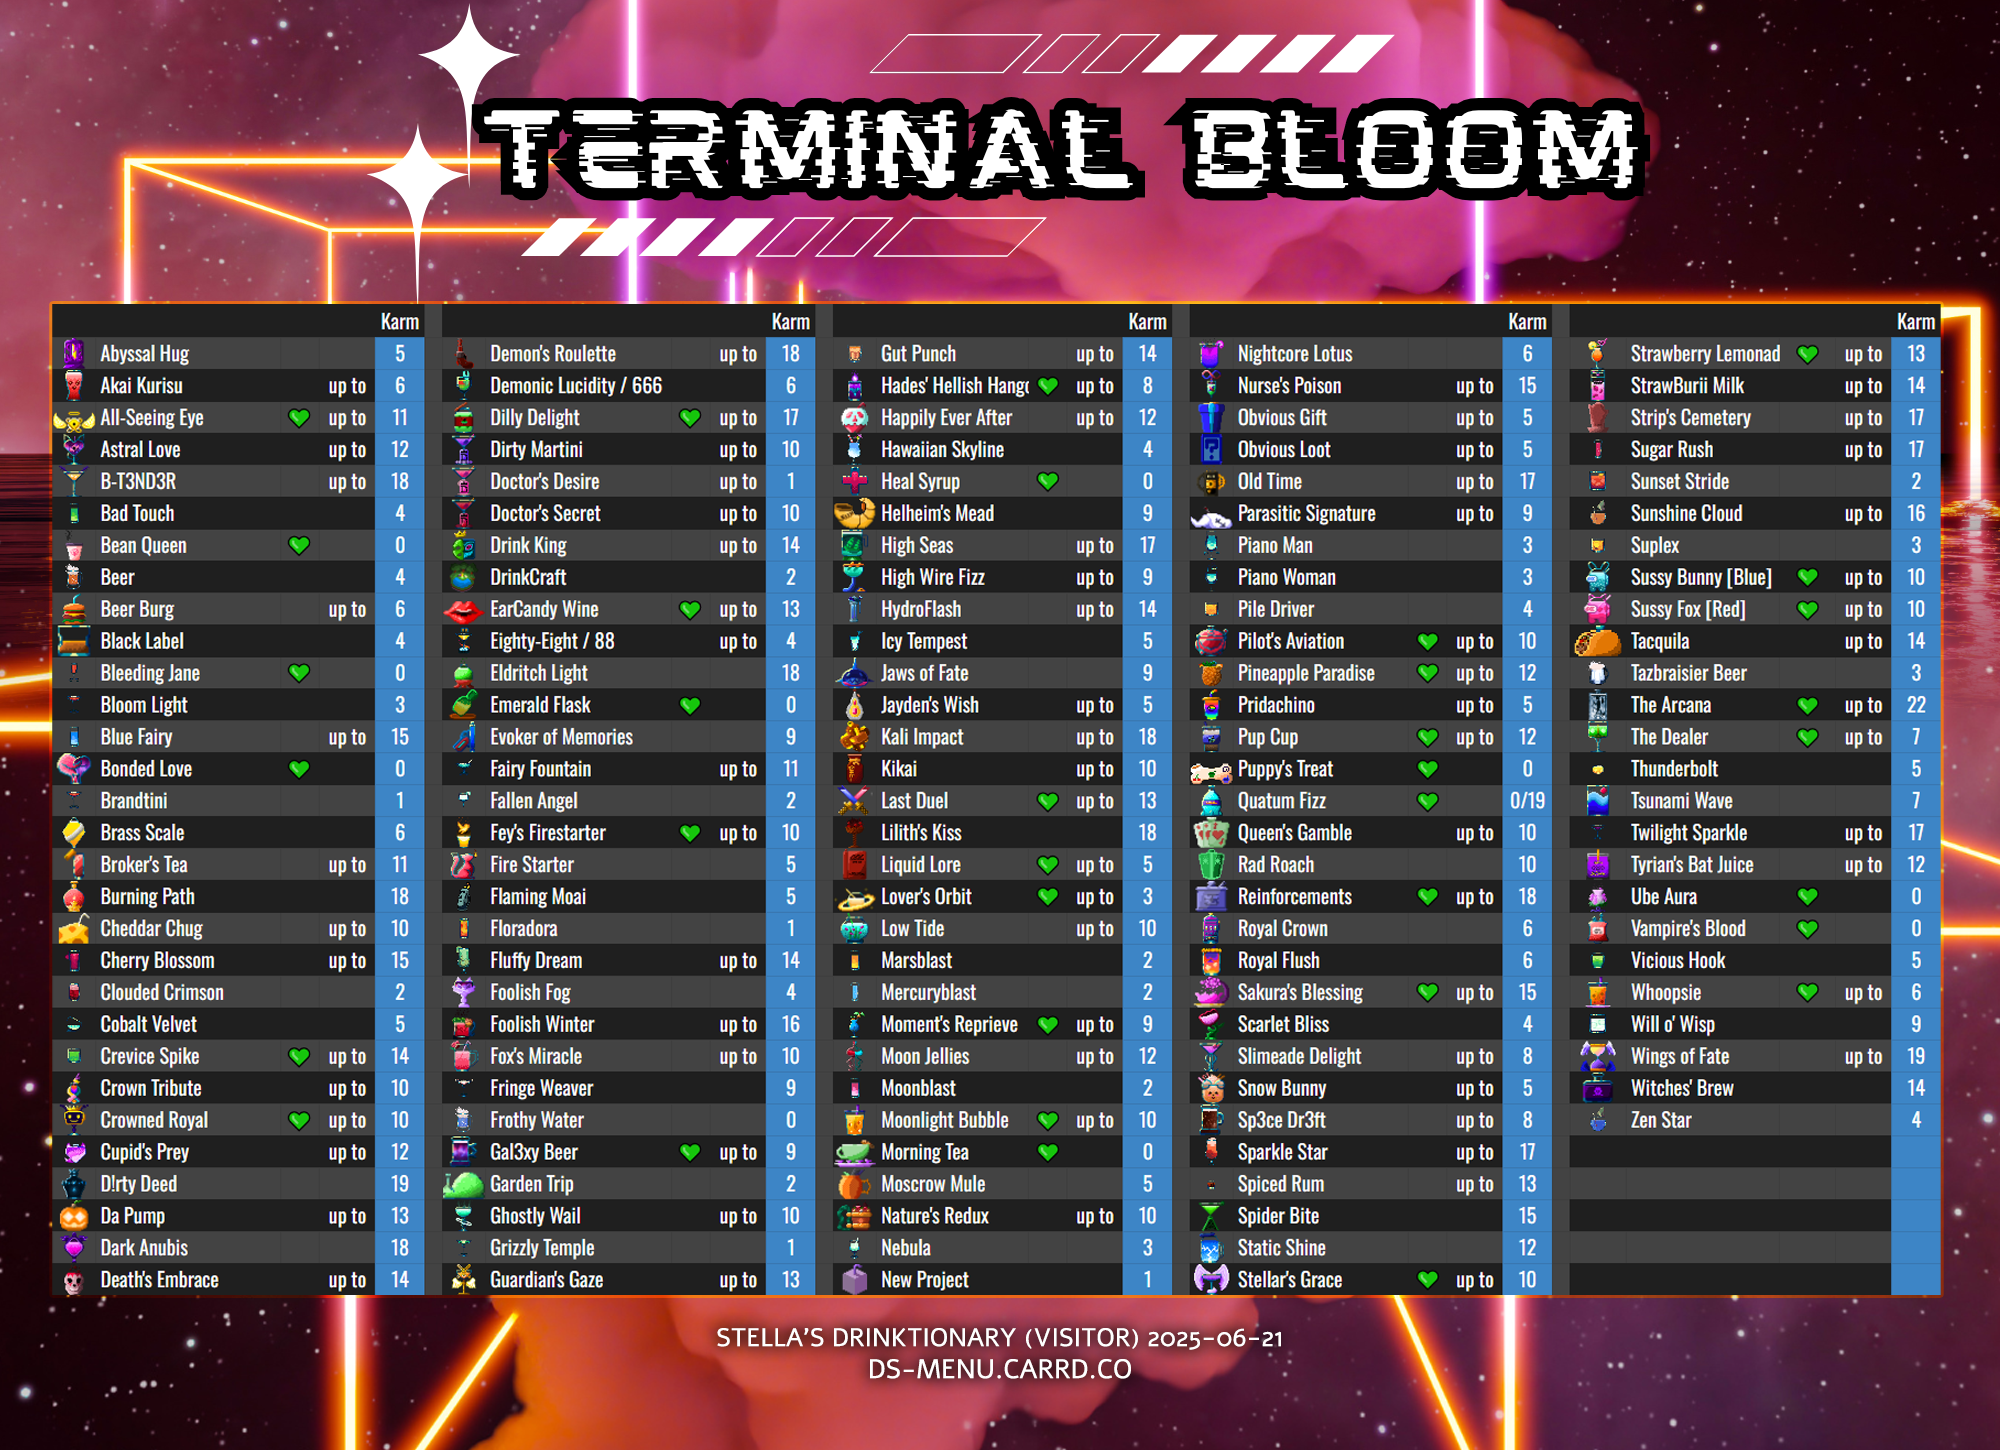 TERMINAL BLOOM
Karm
Abyssal Hug 5
Akai Kurisu up to 6
All-Seeing Eye up to 11
Astral Love up to 12
B-T3ND3R up to 18
Bad Touch 4
Bean Queen 0
Beer 4
Beer Burg up to 6
Black Label 4
Bleeding Jane 0
Bloom Light 3
Blue Fairy up to 15
Bonded Love 0
Brandtini 1
Brass Scale 6
Broker's Tea up to 11
Burning Path 18
Cheddar Chug up to 10
Cherry Blossom up to 15
Clouded Crimson 2
Cobalt Velvet 5
Crevice Spike up to 14
Crown Tribute up to 10
Crowned Royal up to 10
Cupid's Prey up to 12
D!rty Deed 19
Da Pump up to 13
Dark Anubis 18
Death's Embrace up to 14
Karm
Demon's Roulette up to 18
Demonic Lucidity / 666 6
Dilly Delight up to 17
Dirty Martini up to 10
Doctor's Desire up to 1
Doctor's Secret up to 10
Drink King up to 14
DrinkCraft 2
EarCandy Wine up to 13
Eighty-Eight / 88 up to 4
Eldritch Light 18
Emerald Flask 0
Evoker of Memories 9
Fairy Fountain up to 11
Fallen Angel 2
Fey's Firestarter up to 10
Fire Starter 5
Flaming Moai 5
Floradora 1
Fluffy Dream up to 14
Foolish Fog 4
Foolish Winter up to 16
Fox's Miracle up to 10
Fringe Weaver 9
Frothy Water 0
Gal3xy Beer up to 9
Garden Trip 2
Ghostly Wail up to 10
Grizzly Temple 1
Guardian's Gaze up to 13
Karm
Gut Punch up to 14
Hades' Hellish Hang up to 8
Happily Ever After up to 12
Hawaiian Skyline 4
Heal Syrup 0
Helheim's Mead 9
High Seas up to 17
High Wire Fizz up to 9
HydroFlash up to 14
Icy Tempest 5
Jaws of Fate 9
Jayden's Wish up to 5
Kali Impact up to 18
Kikai up to 10
Last Duel up to 13
Lilith's Kiss 18
Liquid Lore up to 5
Lover's Orbit up to 3
Low Tide up to 10
Marsblast 2
Mercuryblast 2
Moment's Reprieve up to 9
Moon Jellies up to 12
Moonblast 2
Moonlight Bubble up to 10
Morning Tea 0
Moscrow Mule 5
Nature's Redux up to 10
Nebula 3
New Project 1
Karm
Nightcore Lotus 6
Nurse's Poison up to 15
Obvious Gift up to 5
Obvious Loot up to 5
Old Time up to 17
Parasitic Signature up to 9
Piano Man 3
Piano Woman 3
Pile Driver 4
Pilot's Aviation up to 10
Pineapple Paradise up to 12
Pridachino up to 5
Pup Cup up to 12
Puppy's Treat 0
Quatum Fizz 0/19
Queen's Gamble up to 10
Rad Roach 10
Reinforcements up to 18
Royal Crown 6
Royal Flush 6
Sakura's Blessing up to 15
Scarlet Bliss 4
Slimeade Delight up to 8
Snow Bunny up to 5
Sp3ce Dr3ft up to 8
Sparkle Star up to 17
Spiced Rum up to 13
Spider Bite 15
Static Shine 12
Stellar's Grace up to 10
Karm
Strawberry Lemonad up to 13
StrawBurii Milk up to 14
Strip's Cemetery up to 17
Sugar Rush up to 17
Sunset Stride 2
Sunshine Cloud up to 16
Suplex 3
Sussy Bunny [Blue] up to 10
Sussy Fox [Red] up to 10
Tacquila up to 14
Tazbraisier Beer 3
The Arcana up to 22
The Dealer up to 7
Thunderbolt 5
Tsunami Wave 7
Twilight Sparkle up to 17
Tyrian's Bat Juice up to 12
Ube Aura 0
Vampire's Blood 0
Vicious Hook 5
Whoopsie up to 6
Will o' Wisp 9
Wings of Fate up to 19
Witches' Brew 14
Zen Star 4
STELLA'S DRINKTIONARY (VISITOR) 2025-06-21
DS-MENU.CARRD.CO